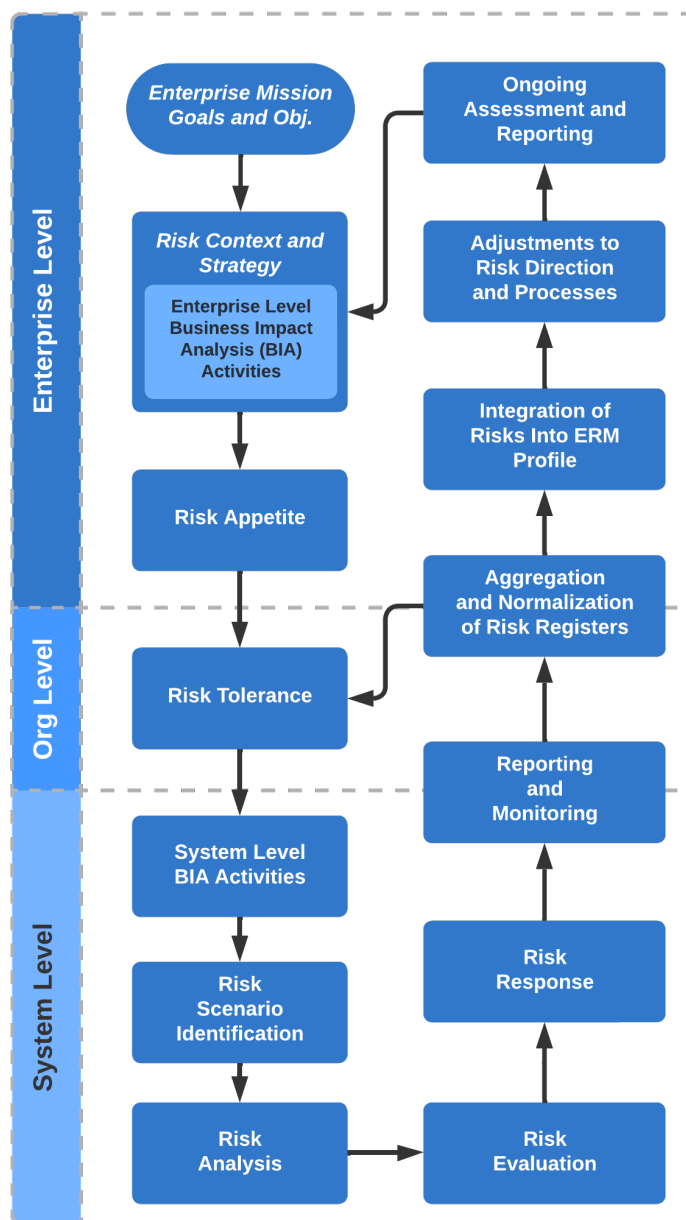 Enterprise Level
Org Level
System Level
Enterprise Mission
Goals and Obj.
Risk Context and
Strategy
Enterprise Level
Business Impact
Analysis (BIA)
Activities
Risk Appetite
Risk Tolerance
System Level
BIA Activities
Risk
Scenario
Identification
Risk
Analysis
Risk
Evaluation
Risk
Response
Reporting
and
Monitoring
Aggregation
and Normalization
of Risk Registers
Integration of
Risks Into ERM
Profile
Adjustments to
Risk Direction
and Processes
Ongoing
Assessment and
Reporting